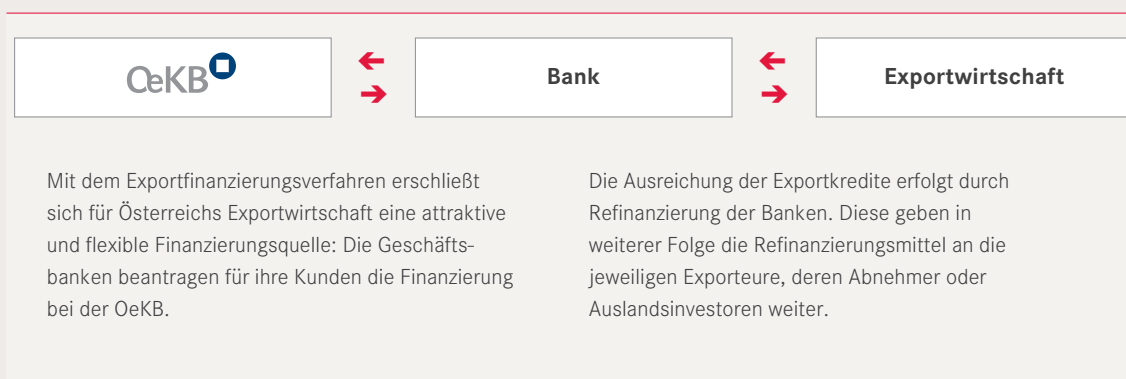 OeKB
Bank
Exportwirtschaft
Mit dem Exportfinanzierungsverfahren erschließt
sich für Österreichs Exportwirtschaft eine attraktive
und flexible Finanzierungsquelle: Die Geschäfts-
banken beantragen für ihre Kunden die Finanzierung
bei der OeKB.
Die Ausreichung der Exportkredite erfolgt durch
Refinanzierung der Banken. Diese geben in
weiterer Folge die Refinanzierungsmittel an die
jeweiligen Exporteure, deren Abnehmer oder
Auslandsinvestoren weiter.